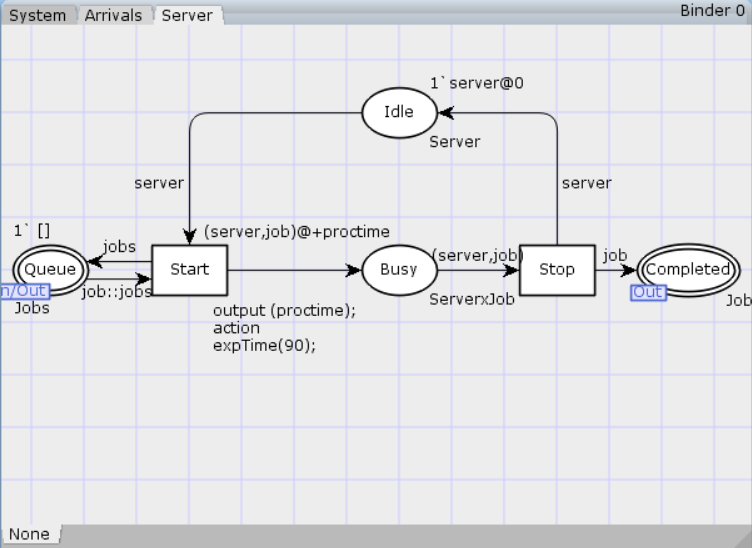 System Arrivals Server
Binder 0
1`server@0
Idle
Server
server
server
1` []
(server,job)@+proctime
jobs
(server,job)
job
Queue
Start
Busy
Stop
Completed
n/Out
job::jobs
Out
Jobs
ServerxJob
Job
output (proctime);
action
expTime(90);
None